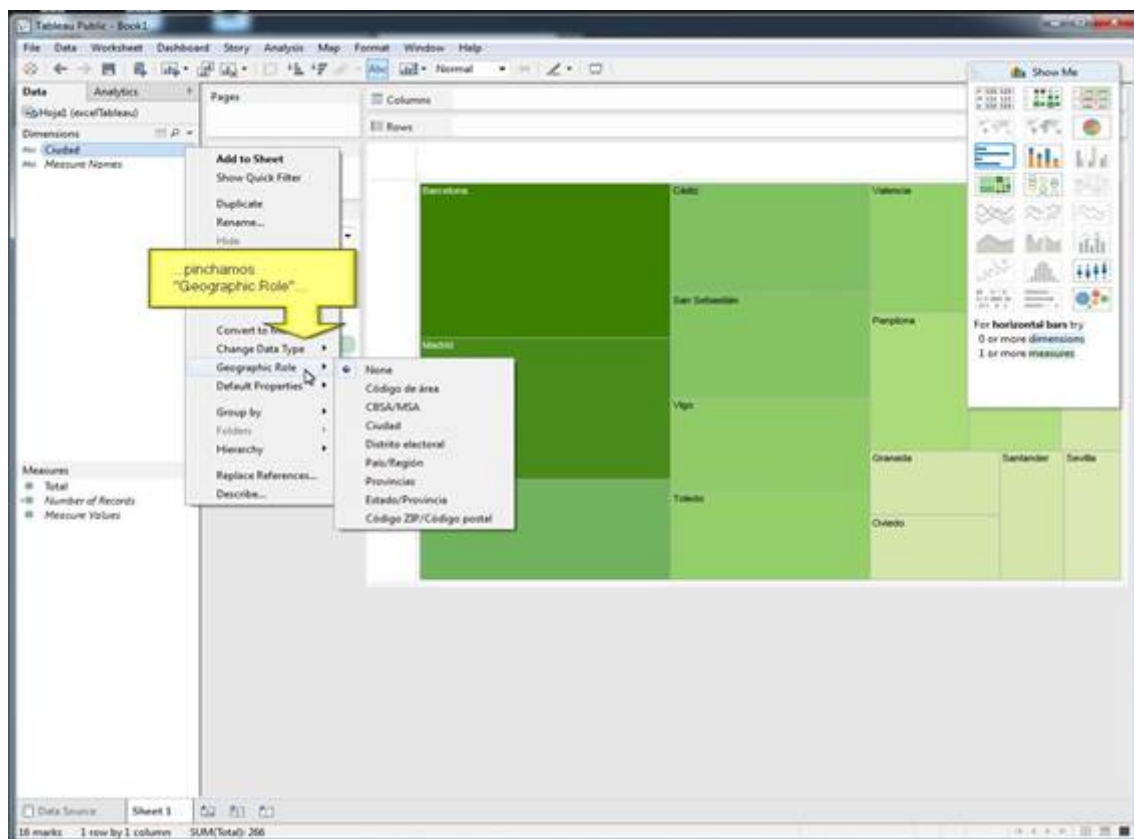 Tableau Public - Book1
File Data Worksheet Dashboard Story Analysis Map Format Window Help
Abc Normal
Data Analytics
Pages
Columns
Rows
Show Me
Hoja1 (excelTableau)
Dimensions
Abc Ciudad
Abc Measure Names
Add to Sheet
Show Quick Filter
Duplicate
Rename...
Hide
...pinchamos
"Geographic Role"...
Change Data Type
Geographic Role
Default Properties
Group by
Folders
Hierarchy
Replace References...
Describe...
None
Código de área
CBSA/MSA
Ciudad
Distrito electoral
País/Región
Provincias
Estado/Provincia
Código ZIP/Código postal
Measures
Total
Number of Records
Measure Values
Barcelona
Madrid
Cádiz
San Sebastián
Vigo
Toledo
Valencia
Pamplona
Granada
Oviedo
Santander
Sevilla
For horizontal bars try
0 or more dimensions
1 or more measures
Data Source Sheet 1
16 marks 1 row by 1 column SUM(Total): 266